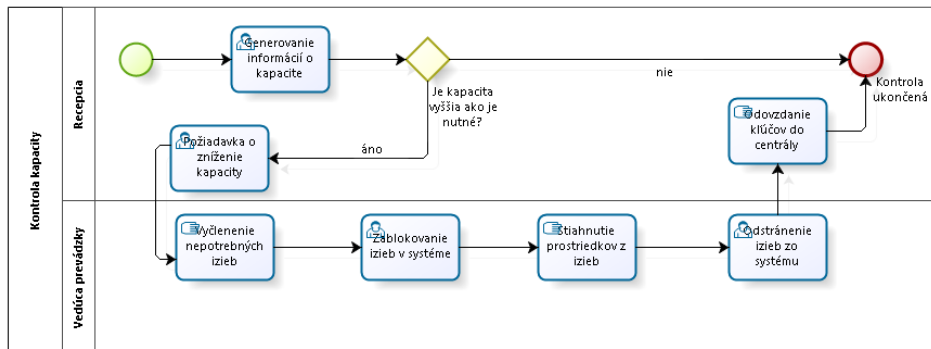 Kontrola kapacity
Recepcia
Generovanie
informácií o
kapacite
Je kapacita
vyššia ako je
nutné?
nie
Kontrola
ukončená
áno
Požiadavka o
zníženie
kapacity
Odovzdanie
kľúčov do
centrály
Vedúca prevádzky
Vyčlenenie
nepotrebných
izieb
Zablokovanie
izieb v systéme
Stiahnutie
prostriedkov z
izieb
Odstránenie
izieb zo
systému